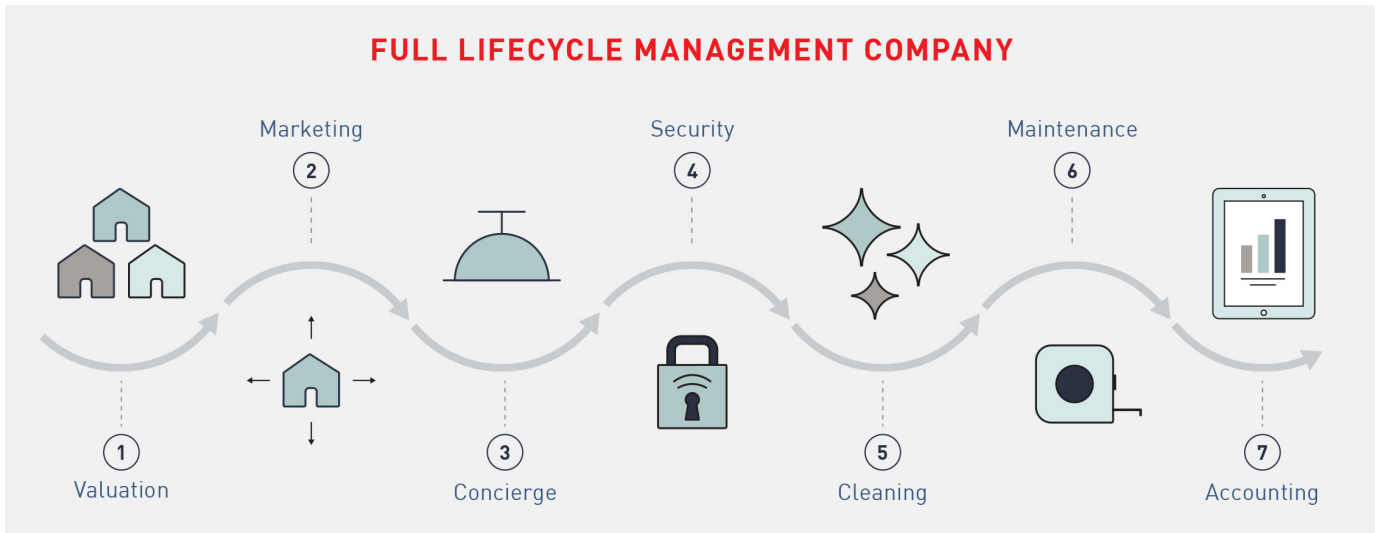 FULL LIFECYCLE MANAGEMENT COMPANY
1
Valuation
Marketing
2
3
Concierge
Security
4
5
Cleaning
Maintenance
6
7
Accounting